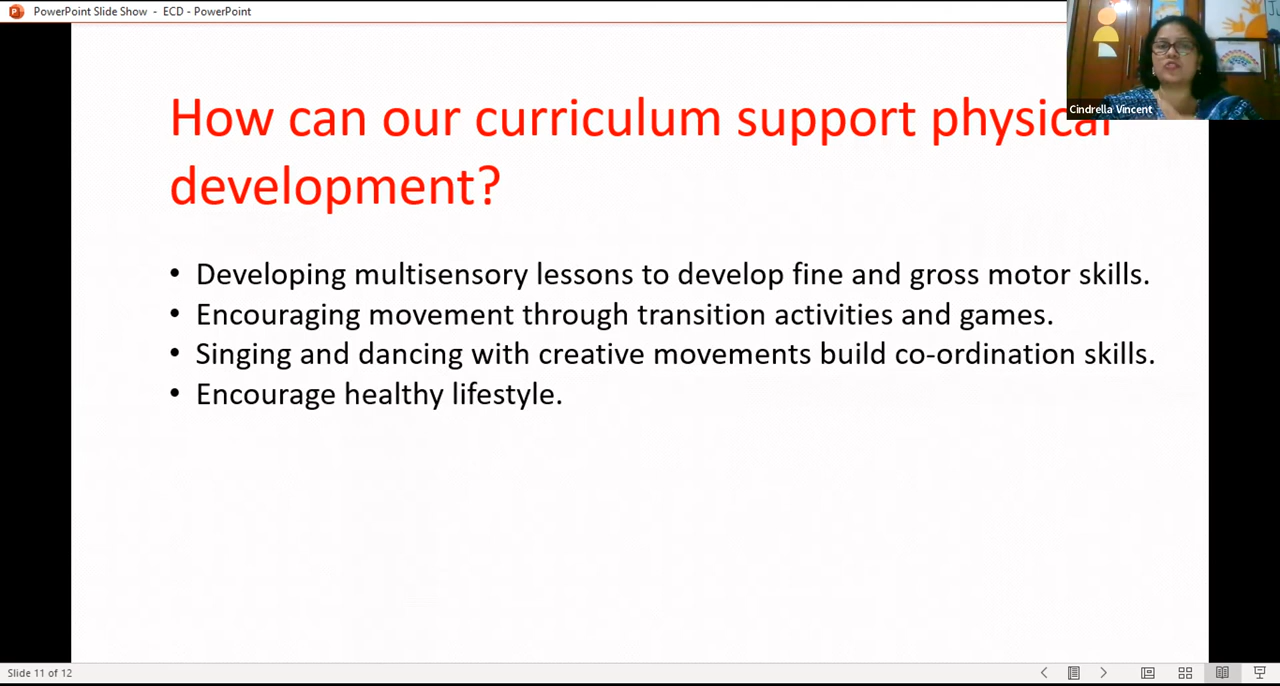 PowerPoint Slide Show - ECD - PowerPoint
Cindrella Vincent
How can our curriculum support physical
development?
• Developing multisensory lessons to develop fine and gross motor skills.
• Encouraging movement through transition activities and games.
• Singing and dancing with creative movements build co-ordination skills.
• Encourage healthy lifestyle.
Slide 11 of 12